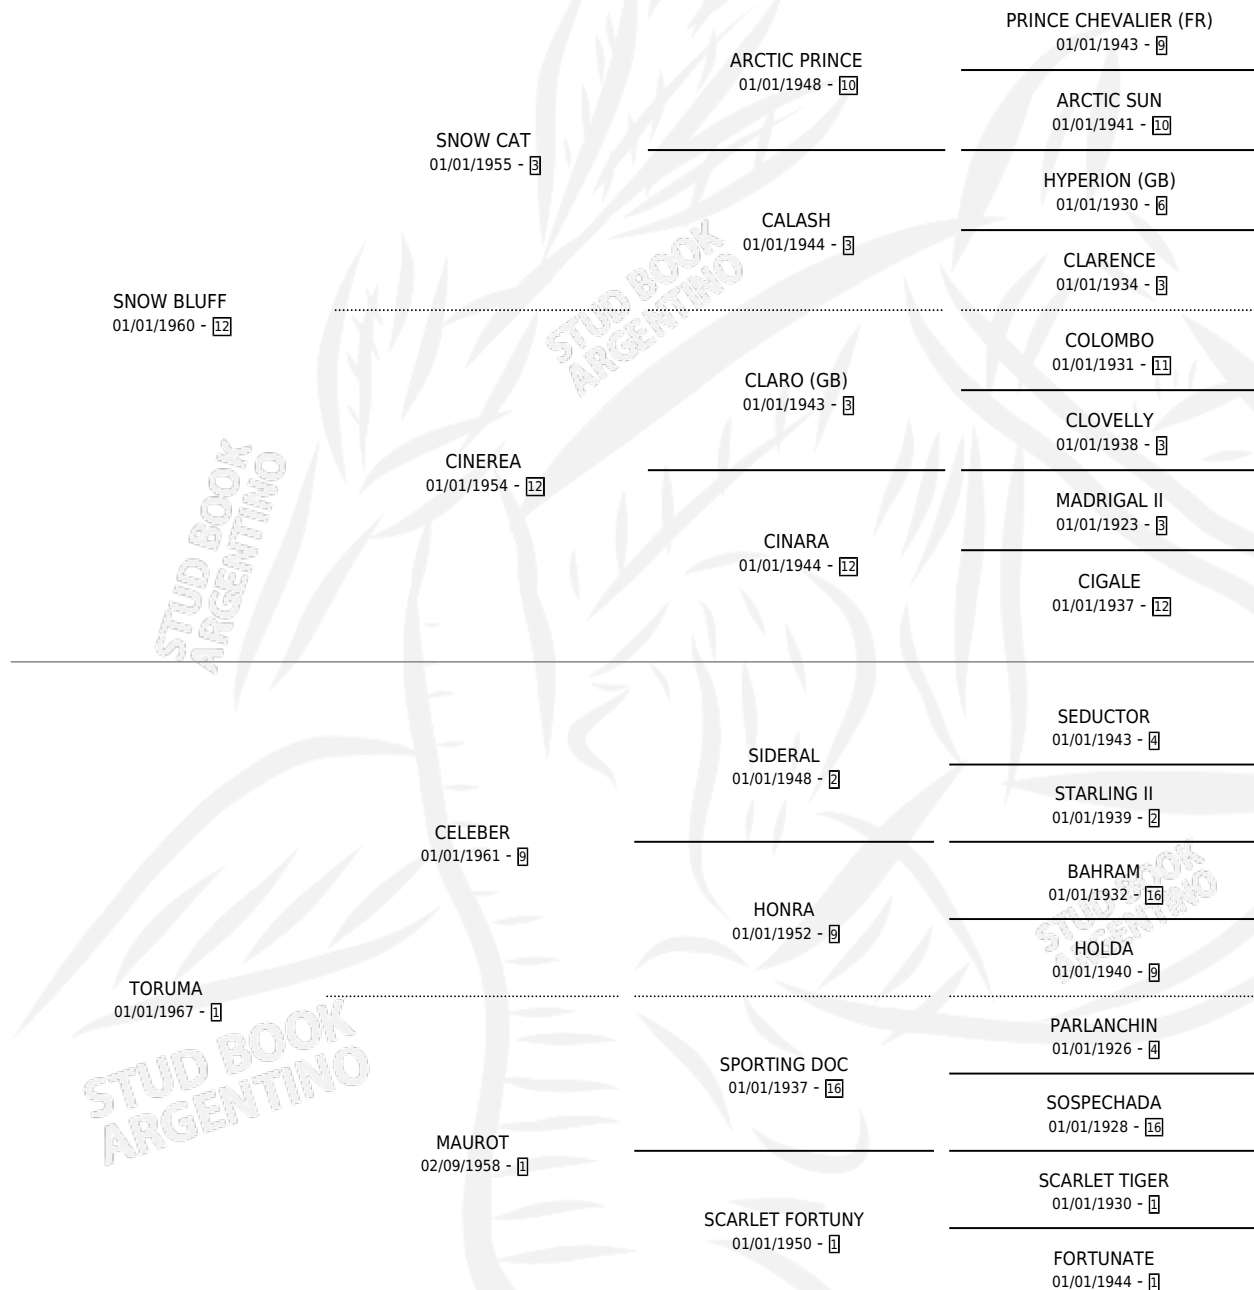 PRINCE CHEVALIER (FR)
01/01/1943 - 9
ARCTIC PRINCE
01/01/1948 - 10
ARCTIC SUN
01/01/1941 - 10
SNOW CAT
01/01/1955 - 3
HYPERION (GB)
01/01/1930 - 6
CALASH
01/01/1944 - 3
CLARENCE
01/01/1934 - 3
SNOW BLUFF
01/01/1960 - 12
COLOMBO
01/01/1931 - 11
CLARO (GB)
01/01/1943 - 3
CLOVELLY
01/01/1938 - 3
CINEREA
01/01/1954 - 12
MADRIGAL II
01/01/1923 - 3
CINARA
01/01/1944 - 12
CIGALE
01/01/1937 - 12
SEDUCTOR
01/01/1943 - 4
SIDERAL
01/01/1948 - 2
STARLING II
01/01/1939 - 2
CELEBER
01/01/1961 - 9
BAHRAM
01/01/1932 - 16
HONRA
01/01/1952 - 9
HOLDA
01/01/1940 - 9
TORUMA
01/01/1967 - 1
PARLANCHIN
01/01/1926 - 4
SPORTING DOC
01/01/1937 - 16
SOSPECHADA
01/01/1928 - 16
MAUROT
02/09/1958 - 1
SCARLET TIGER
01/01/1930 - 1
SCARLET FORTUNY
01/01/1950 - 1
FORTUNATE
01/01/1944 - 1
STUD BOOK
ARGENTINO
STUD BOOK
ARGENTINO
STUD BOOK
ARGENTINO
STUD BOOK
ARGENTINO